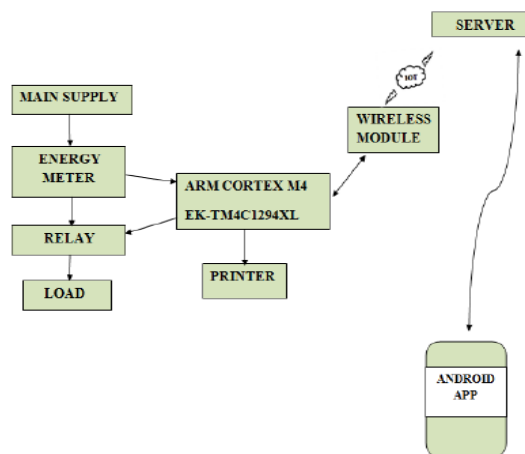 SERVER
IOT
MAIN SUPPLY
WIRELESS
MODULE
ENERGY
METER
ARM CORTEX M4
EK-TM4C1294XL
RELAY
PRINTER
LOAD
ANDROID
APP